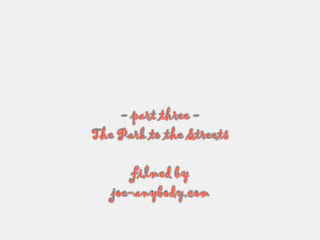 - part three -
The Park to the Streets
filmed by
joe-anybody.com